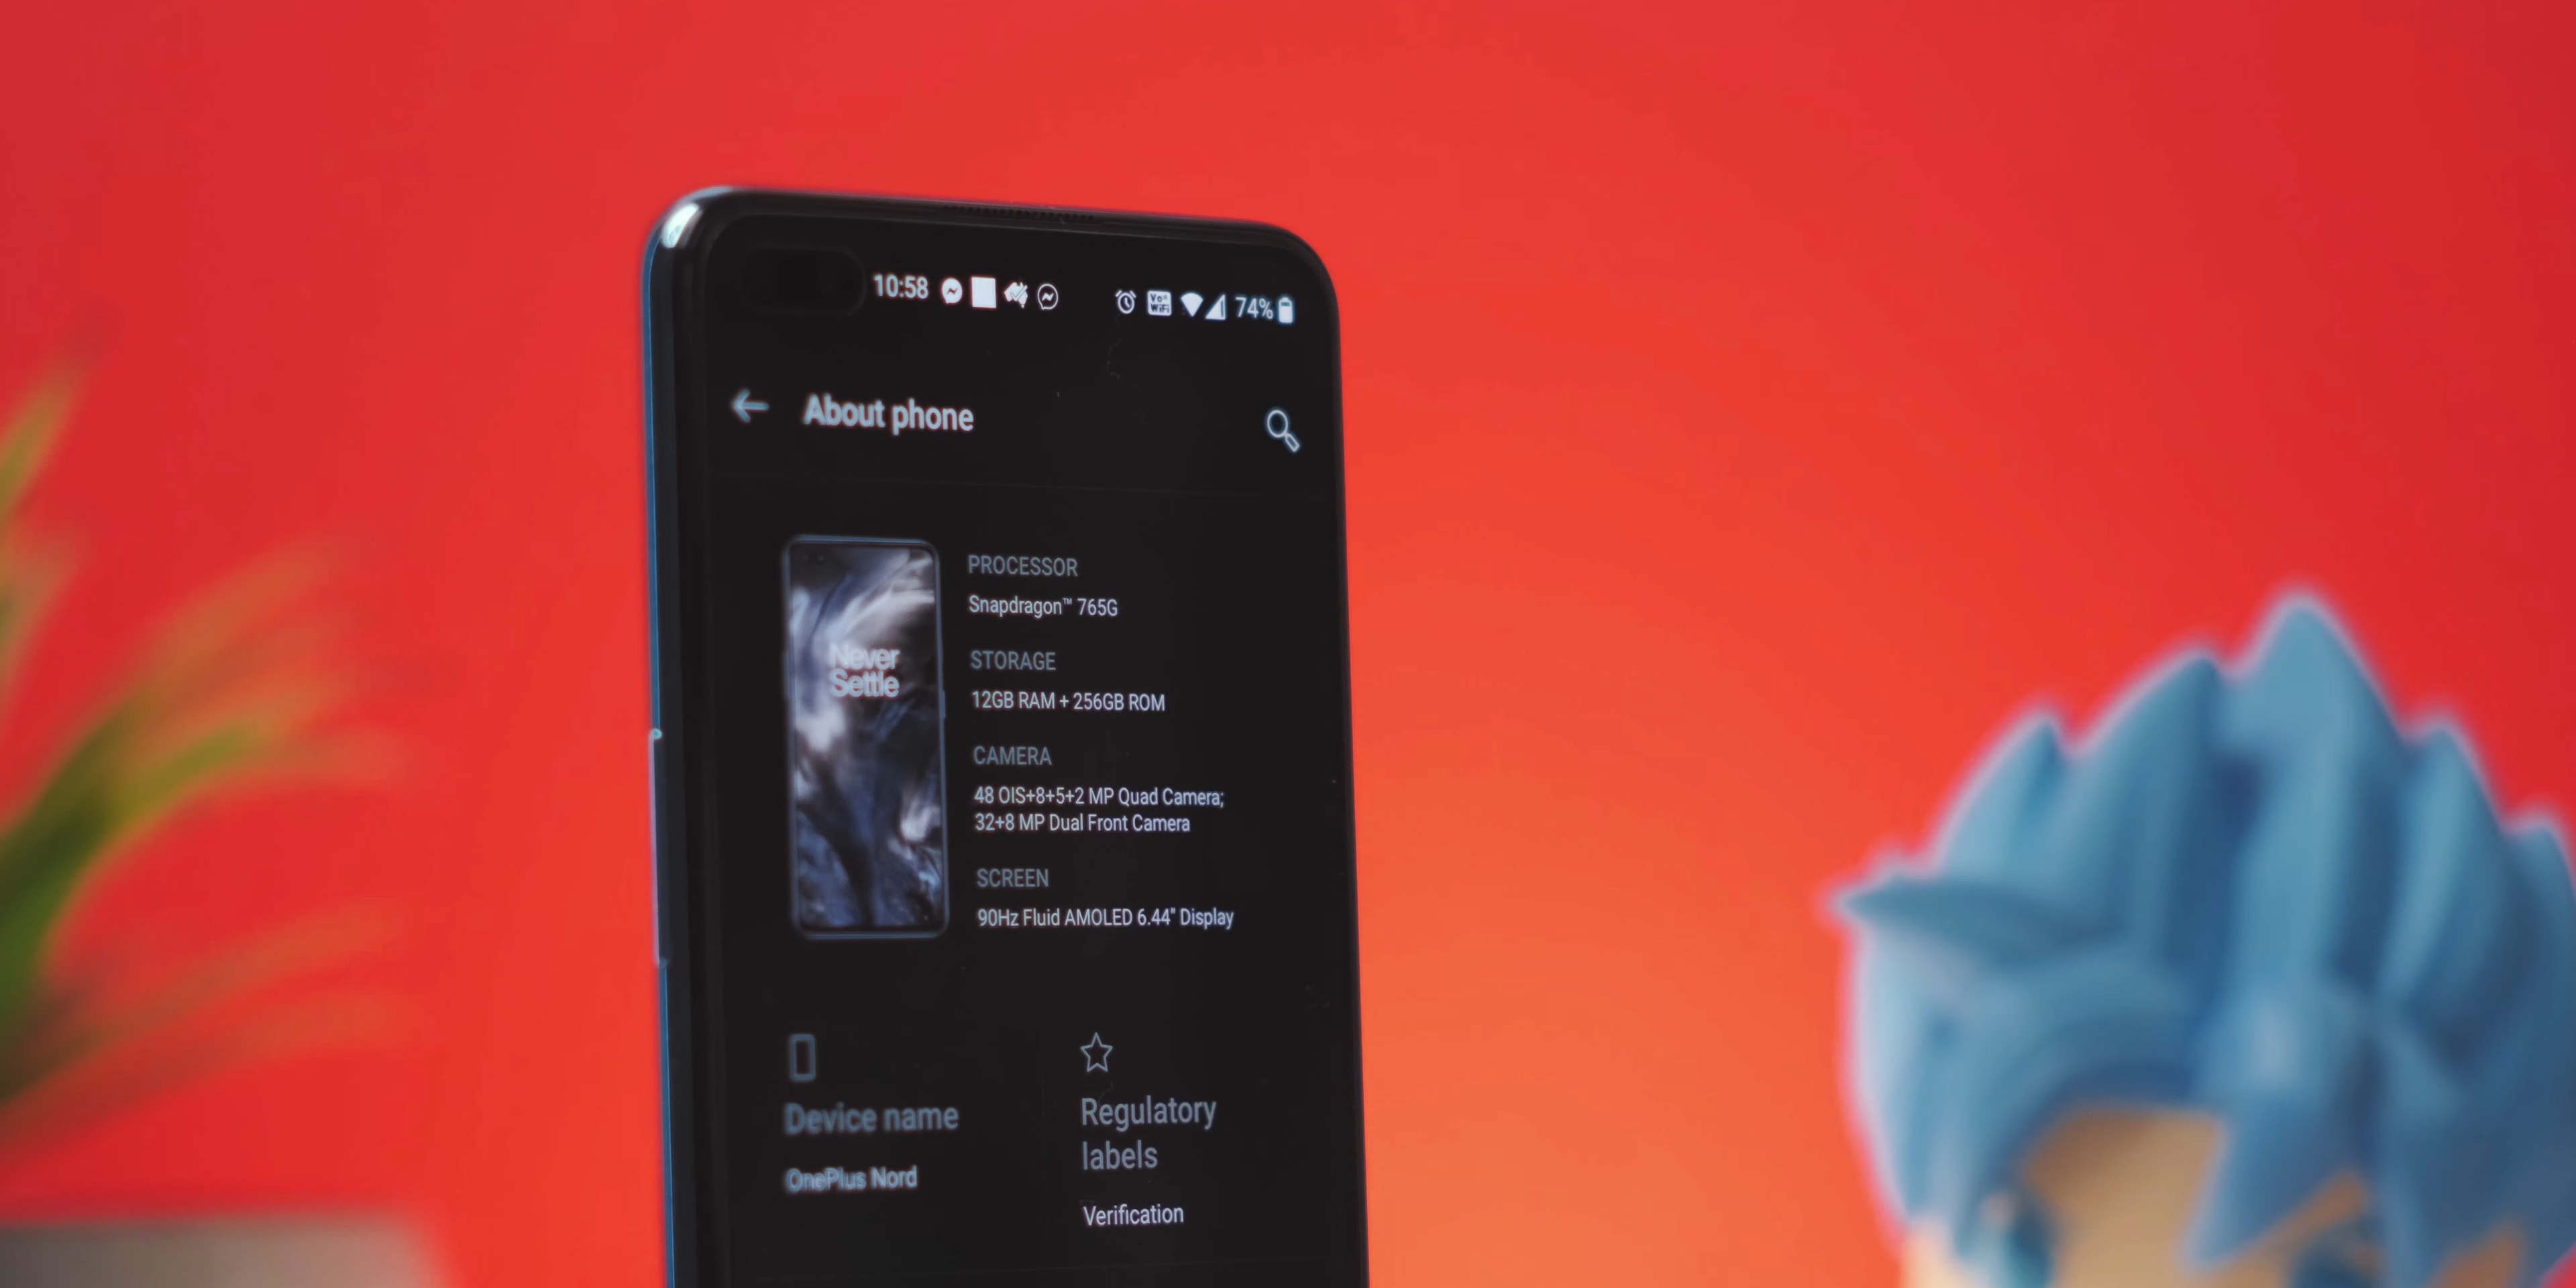 10:58
Vo WiFi
74%
About phone
PROCESSOR
Snapdragon™ 765G
STORAGE
12GB RAM + 256GB ROM
CAMERA
48 OIS+8+5+2 MP Quad Camera;
32+8 MP Dual Front Camera
SCREEN
90Hz Fluid AMOLED 6.44" Display
Never
Settle
Device name
OnePlus Nord
Regulatory
labels
Verification